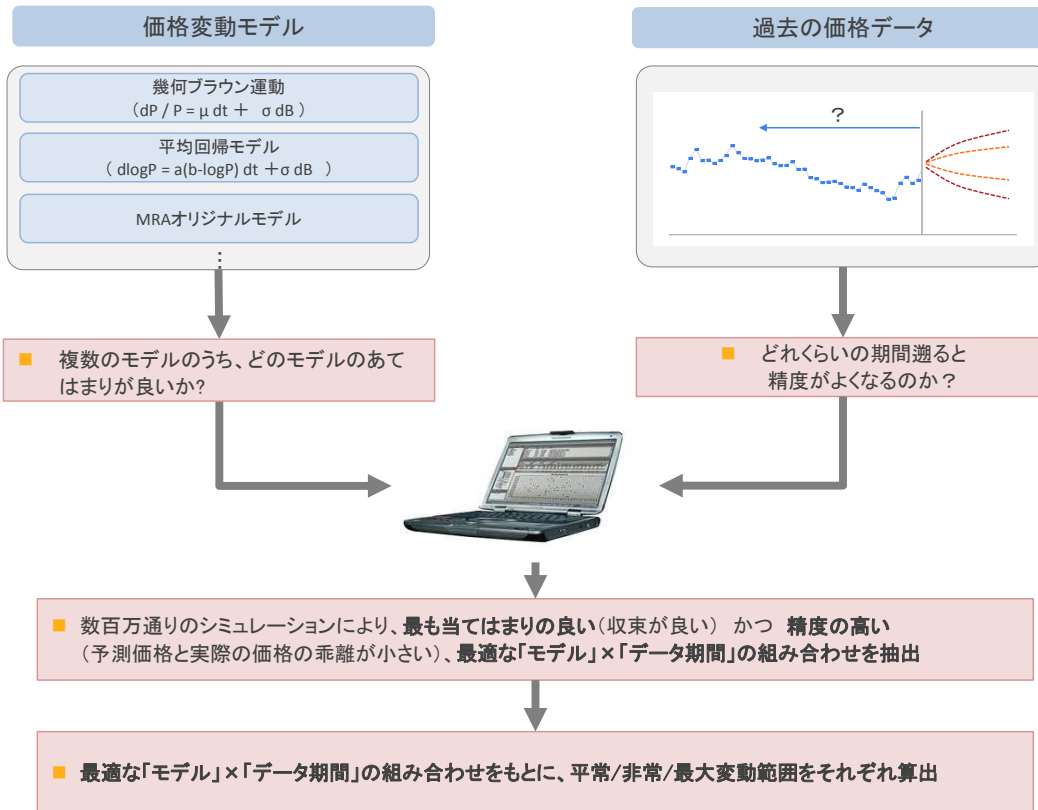 価格変動モデル
幾何ブラウン運動
（dP / P = μ dt ＋ σ dB ）
平均回帰モデル
（ dlogP = a(b-logP) dt ＋σ dB ）
MRAオリジナルモデル
⋮
■ 複数のモデルのうち、どのモデルのあて
はまりが良いか?
過去の価格データ
？
■ どれくらいの期間遡ると
精度がよくなるのか？
■ 数百万通りのシミュレーションにより、最も当てはまりの良い（収束が良い） かつ 精度の高い
（予測価格と実際の価格の乖離が小さい）、最適な「モデル」×「データ期間」の組み合わせを抽出
■ 最適な「モデル」×「データ期間」の組み合わせをもとに、平常/非常/最大変動範囲をそれぞれ算出